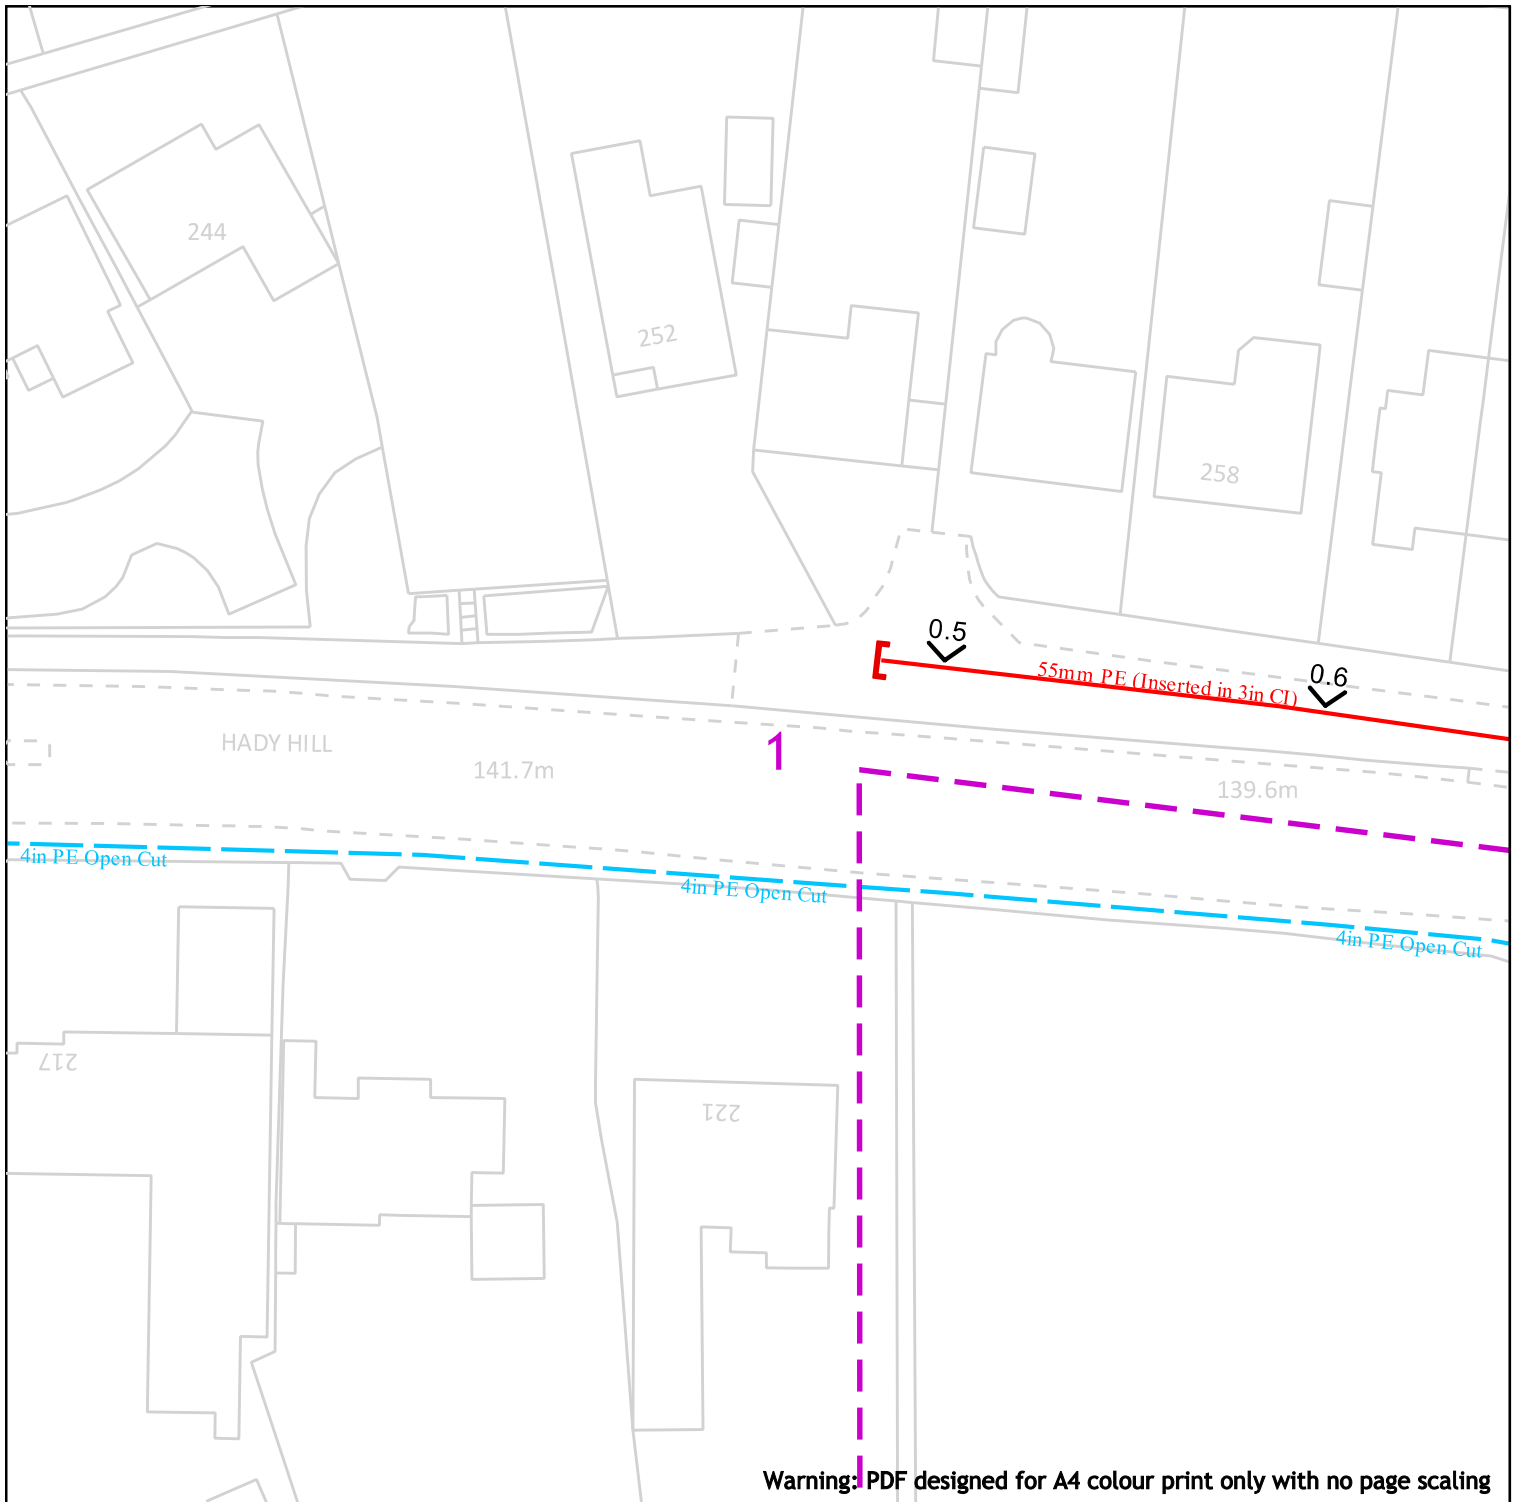 244
252
258
0.5
55mm PE (Inserted in 3in CI)
0.6
HADY HILL
141.7m
1
139.6m
4in PE Open Cut
4in PE Open Cut
4in PE Open Cut
217
221
Warning: PDF designed for A4 colour print only with no page scaling